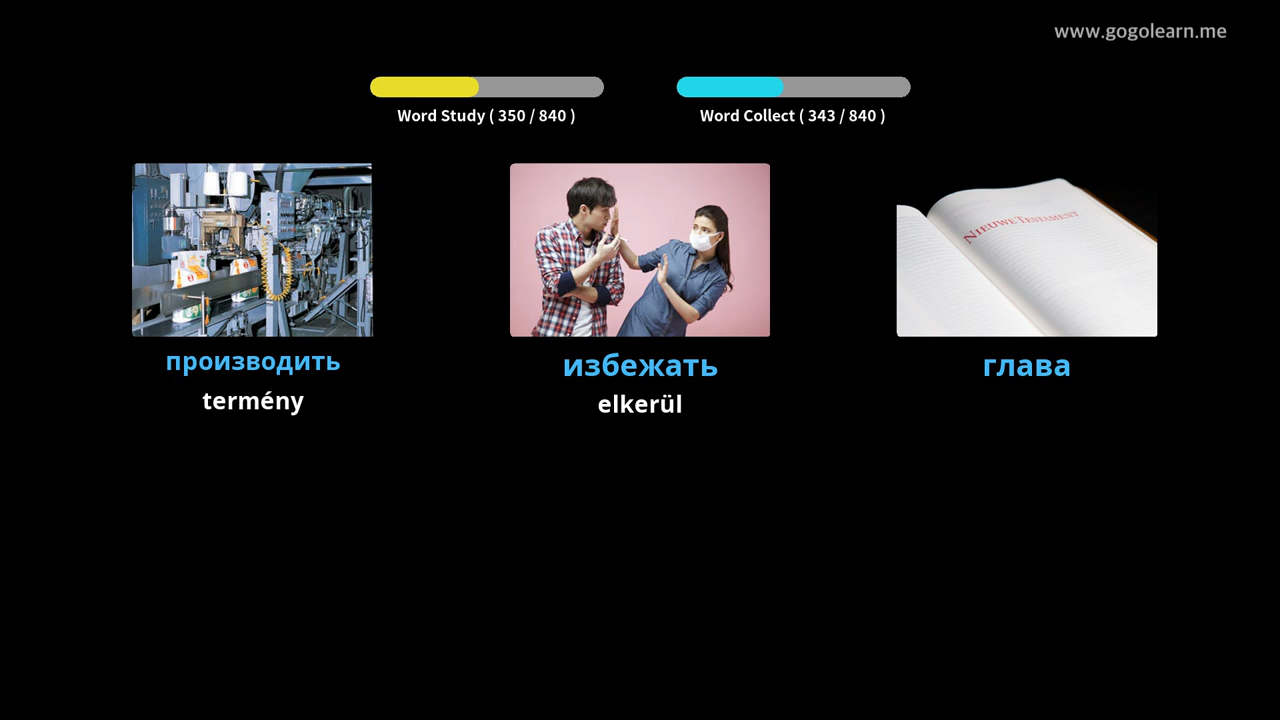 www.gogolearn.me
Word Study ( 350 / 840 )
Word Collect ( 343 / 840 )
NIEUWE TESTAMENT
производить
избежать
глава
termény
elkerül